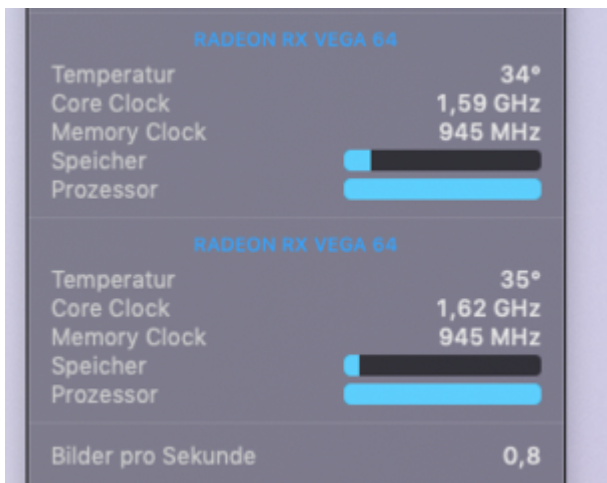 RADEON RX VEGA 64
Temperatur 34°
Core Clock 1,59 GHz
Memory Clock 945 MHz
Speicher
Prozessor
RADEON RX VEGA 64
Temperatur 35°
Core Clock 1,62 GHz
Memory Clock 945 MHz
Speicher
Prozessor
Bilder pro Sekunde 0,8